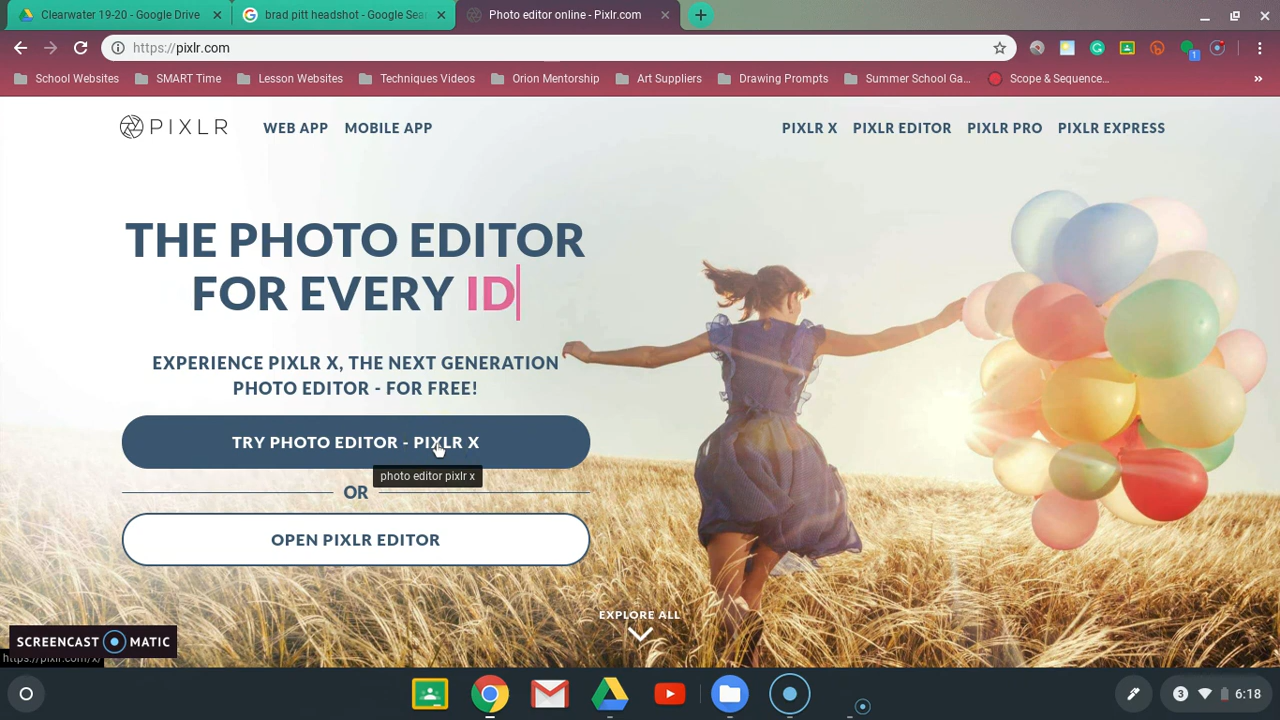 Clearwater 19-20 - Google Drive
brad pitt headshot - Google Sea
Photo editor online - Pixlr.com
https://pixlr.com
School Websites
SMART Time
Lesson Websites
Techniques Videos
Orion Mentorship
Art Suppliers
Drawing Prompts
Summer School Ga...
Scope & Sequence...
1
PIXLR
WEB APP
MOBILE APP
PIXLR X
PIXLR EDITOR
PIXLR PRO
PIXLR EXPRESS
THE PHOTO EDITOR
FOR EVERY ID
EXPERIENCE PIXLR X, THE NEXT GENERATION
PHOTO EDITOR - FOR FREE!
TRY PHOTO EDITOR - PIXLR X
photo editor pixlr x
OR
OPEN PIXLR EDITOR
EXPLORE ALL
SCREENCAST MATIC
https://pixlr.com/x/
3
6:18